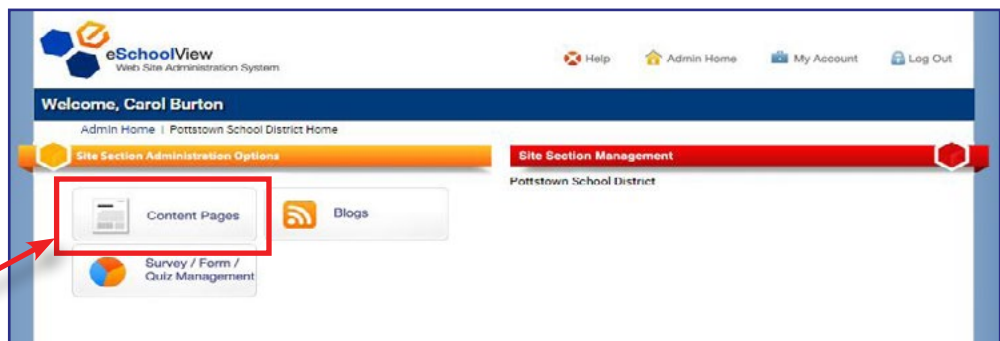 eSchoolView
Web Site Administration System
Help
Admin Home
My Account
Log Out
Welcome, Carol Burton
Admin Home | Pottstown School District Home
Site Section Administration Options
Site Section Management
Pottstown School District
Content Pages
Blogs
Survey / Form /
Quiz Management